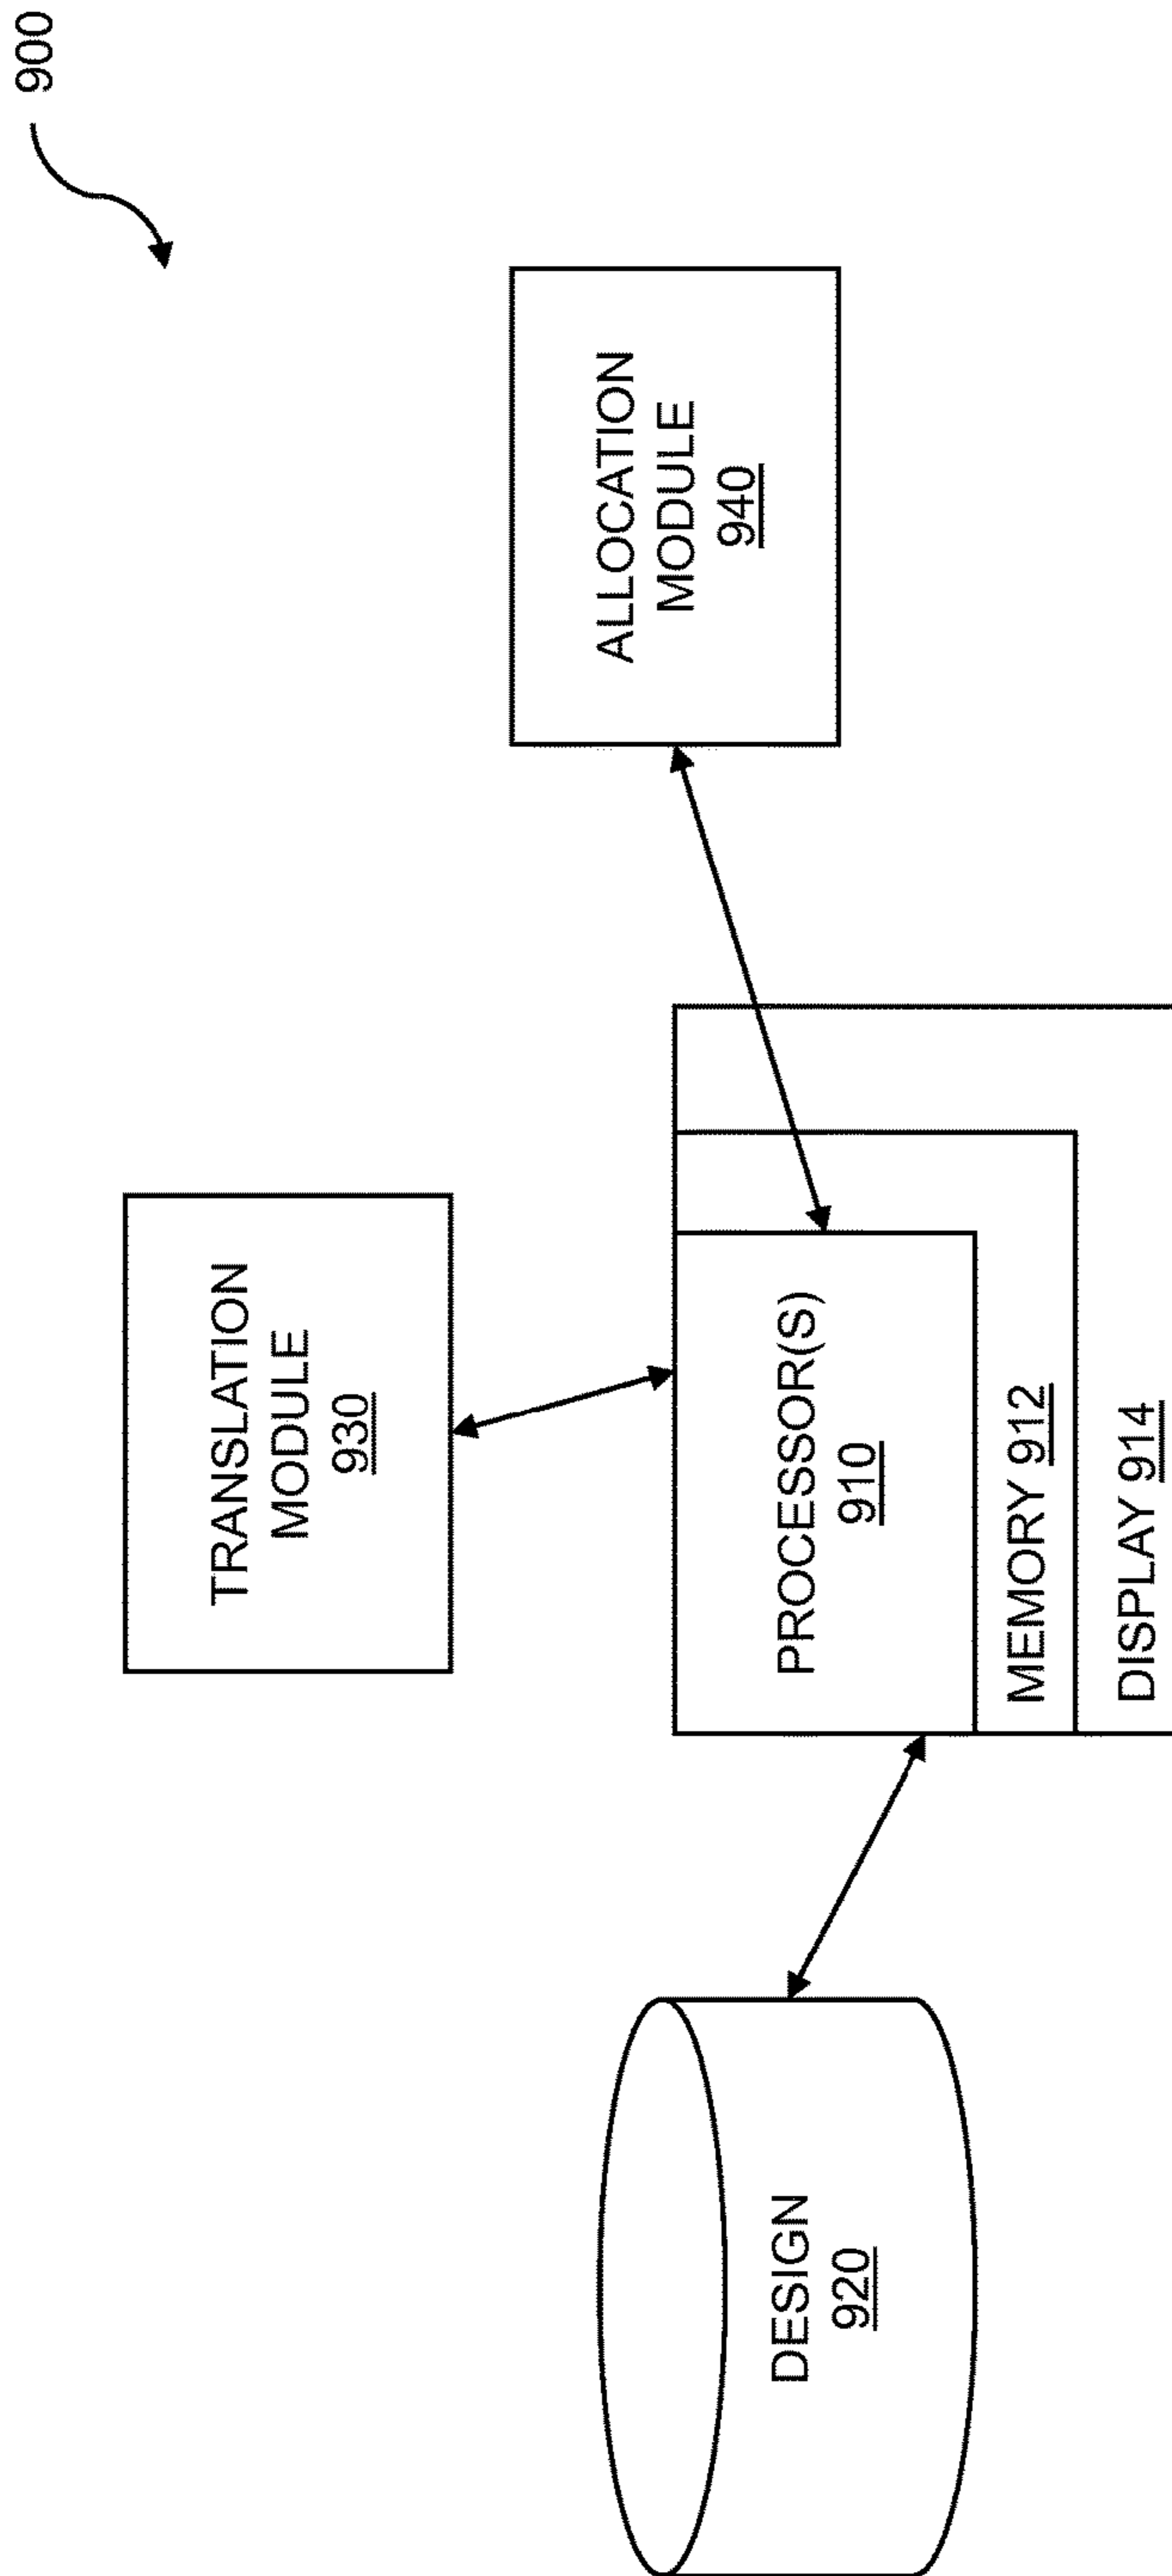 900
TRANSLATION
MODULE
930
ALLOCATION
MODULE
940
DESIGN
920
PROCESSOR(S)
910
MEMORY 912
DISPLAY 914